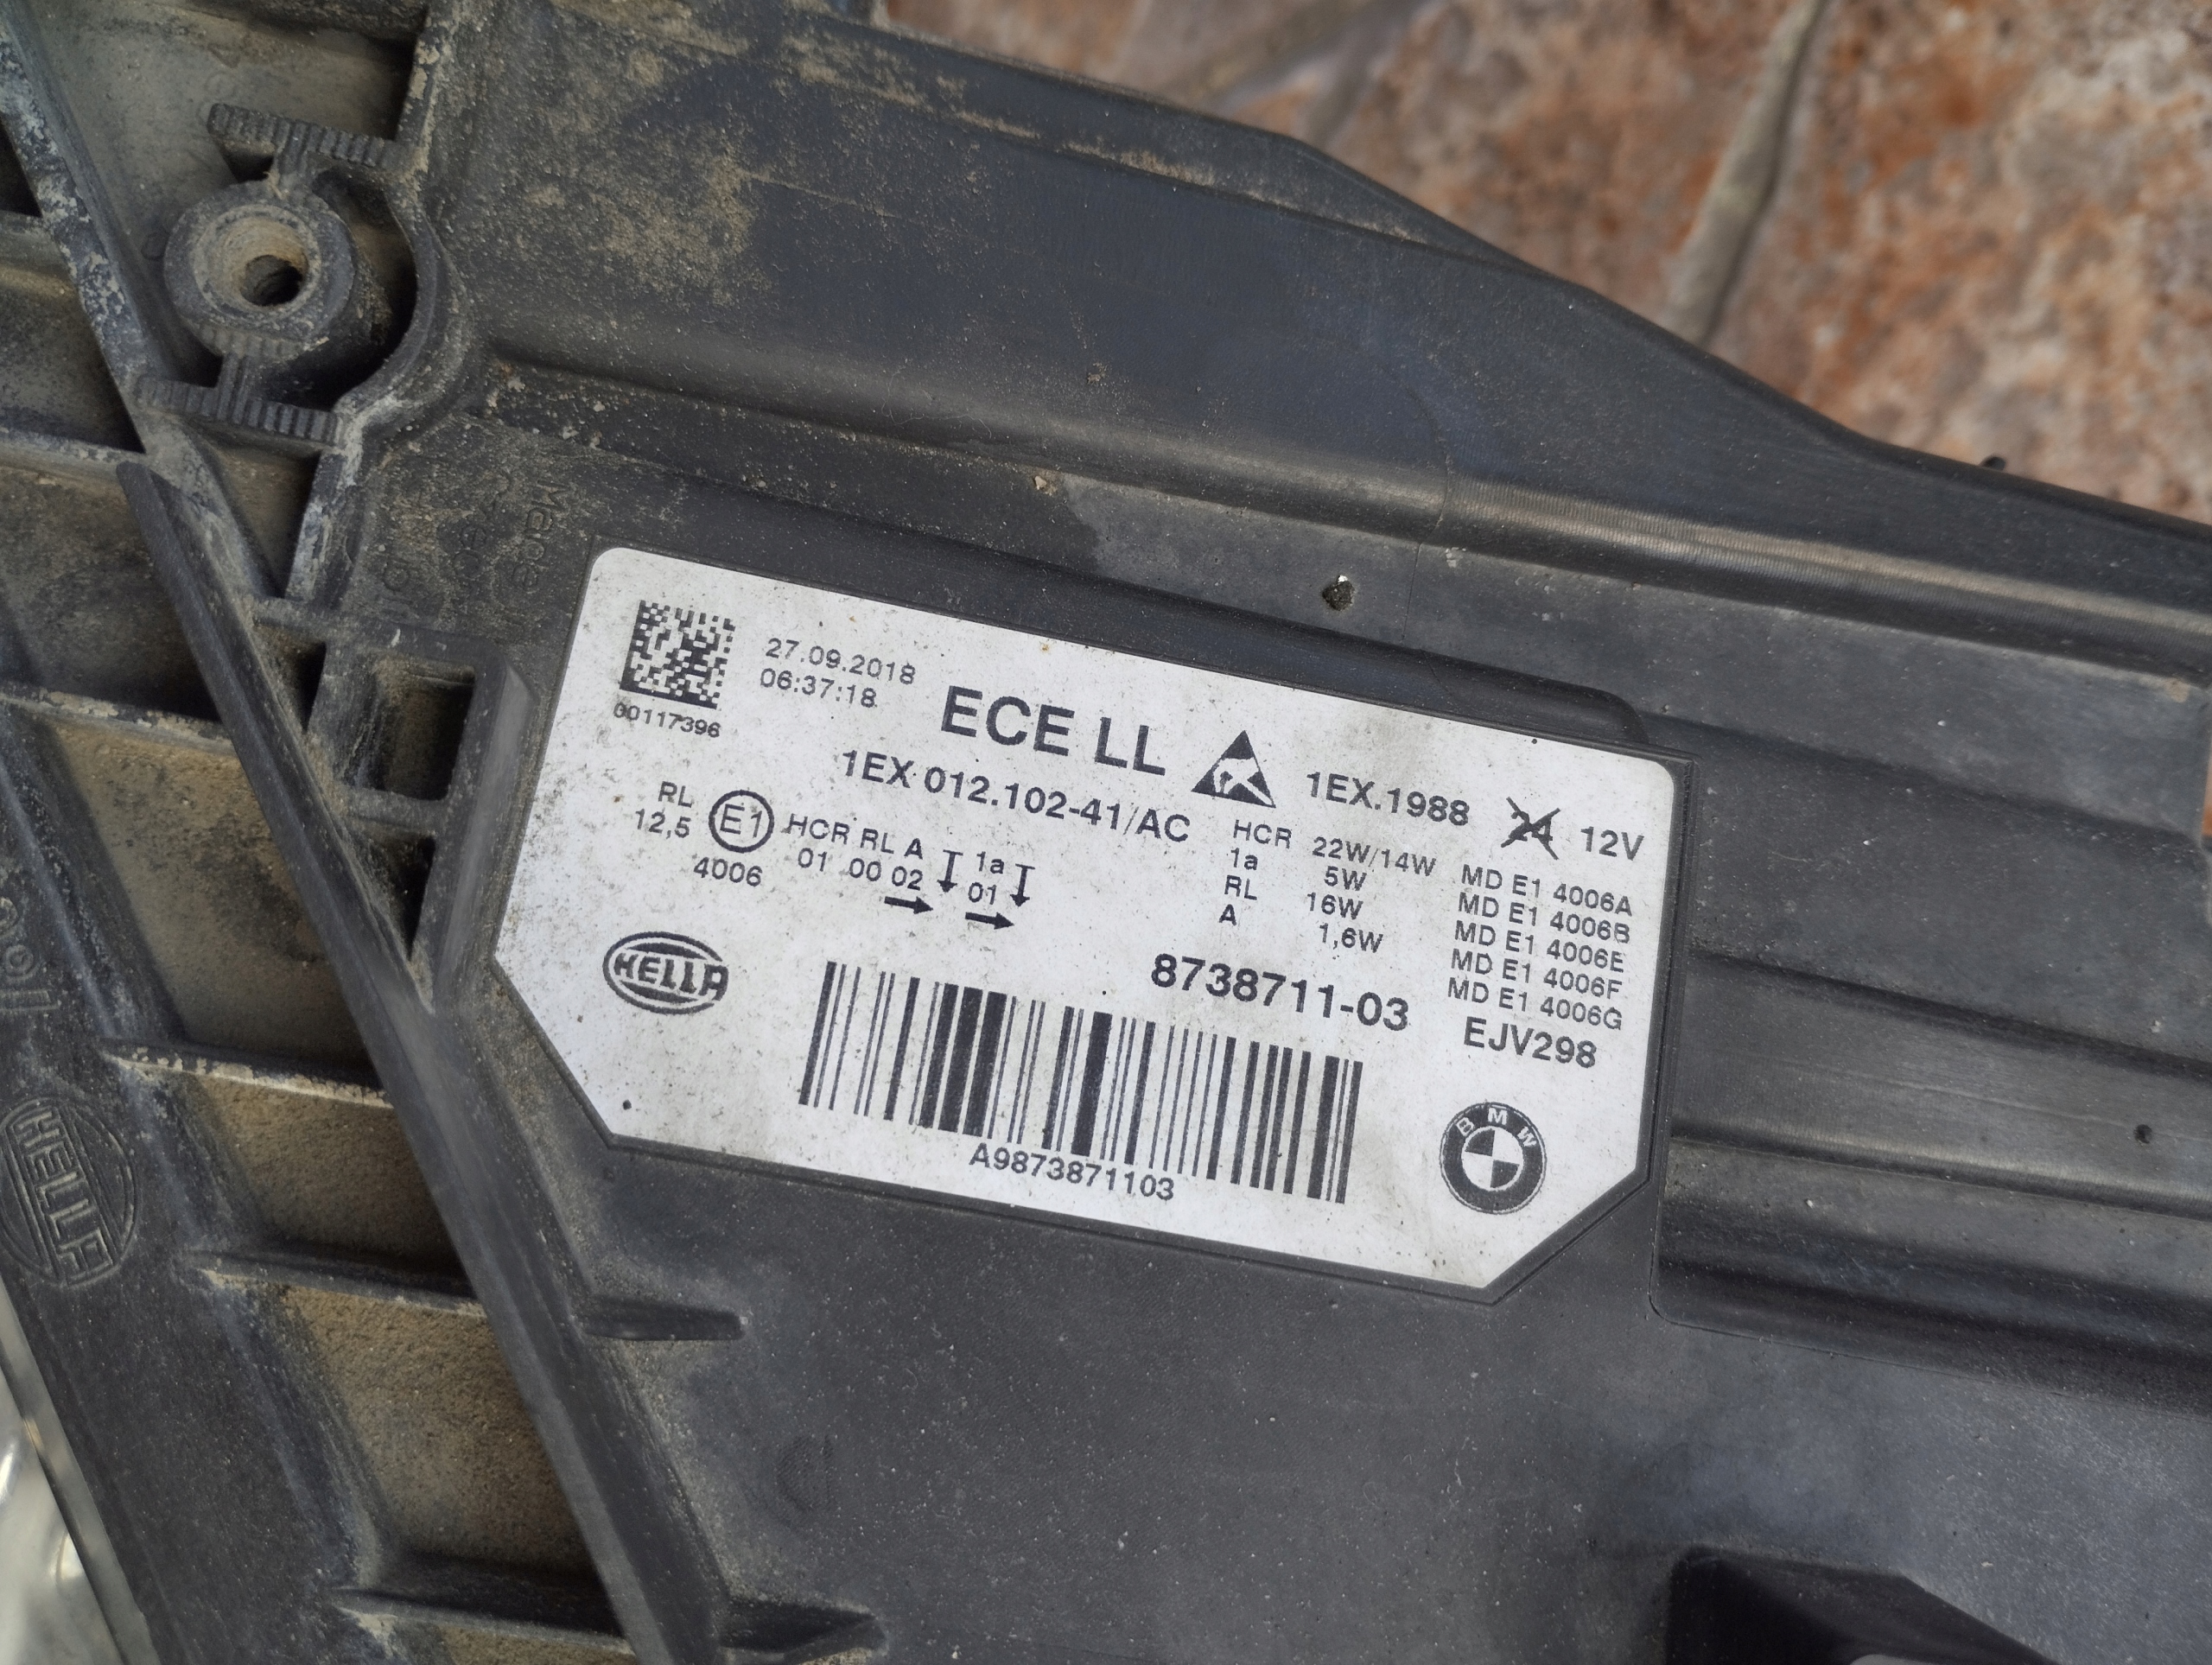 Made
27.09.2018
06:37:18
00117396
ECE LL
1EX 012.102-41/AC
1EX.1988 24 12V
RL
12,5
E1
HCR RL A 1a
01 00 02 01
4006
HCR 22W/14W
1a 5W
RL 16W
A 1,6W
MD E1 4006A
MD E1 4006B
MD E1 4006E
MD E1 4006F
MD E1 4006G
HELLA
8738711-03
EJV298
A9873871103
BMW
HELLA